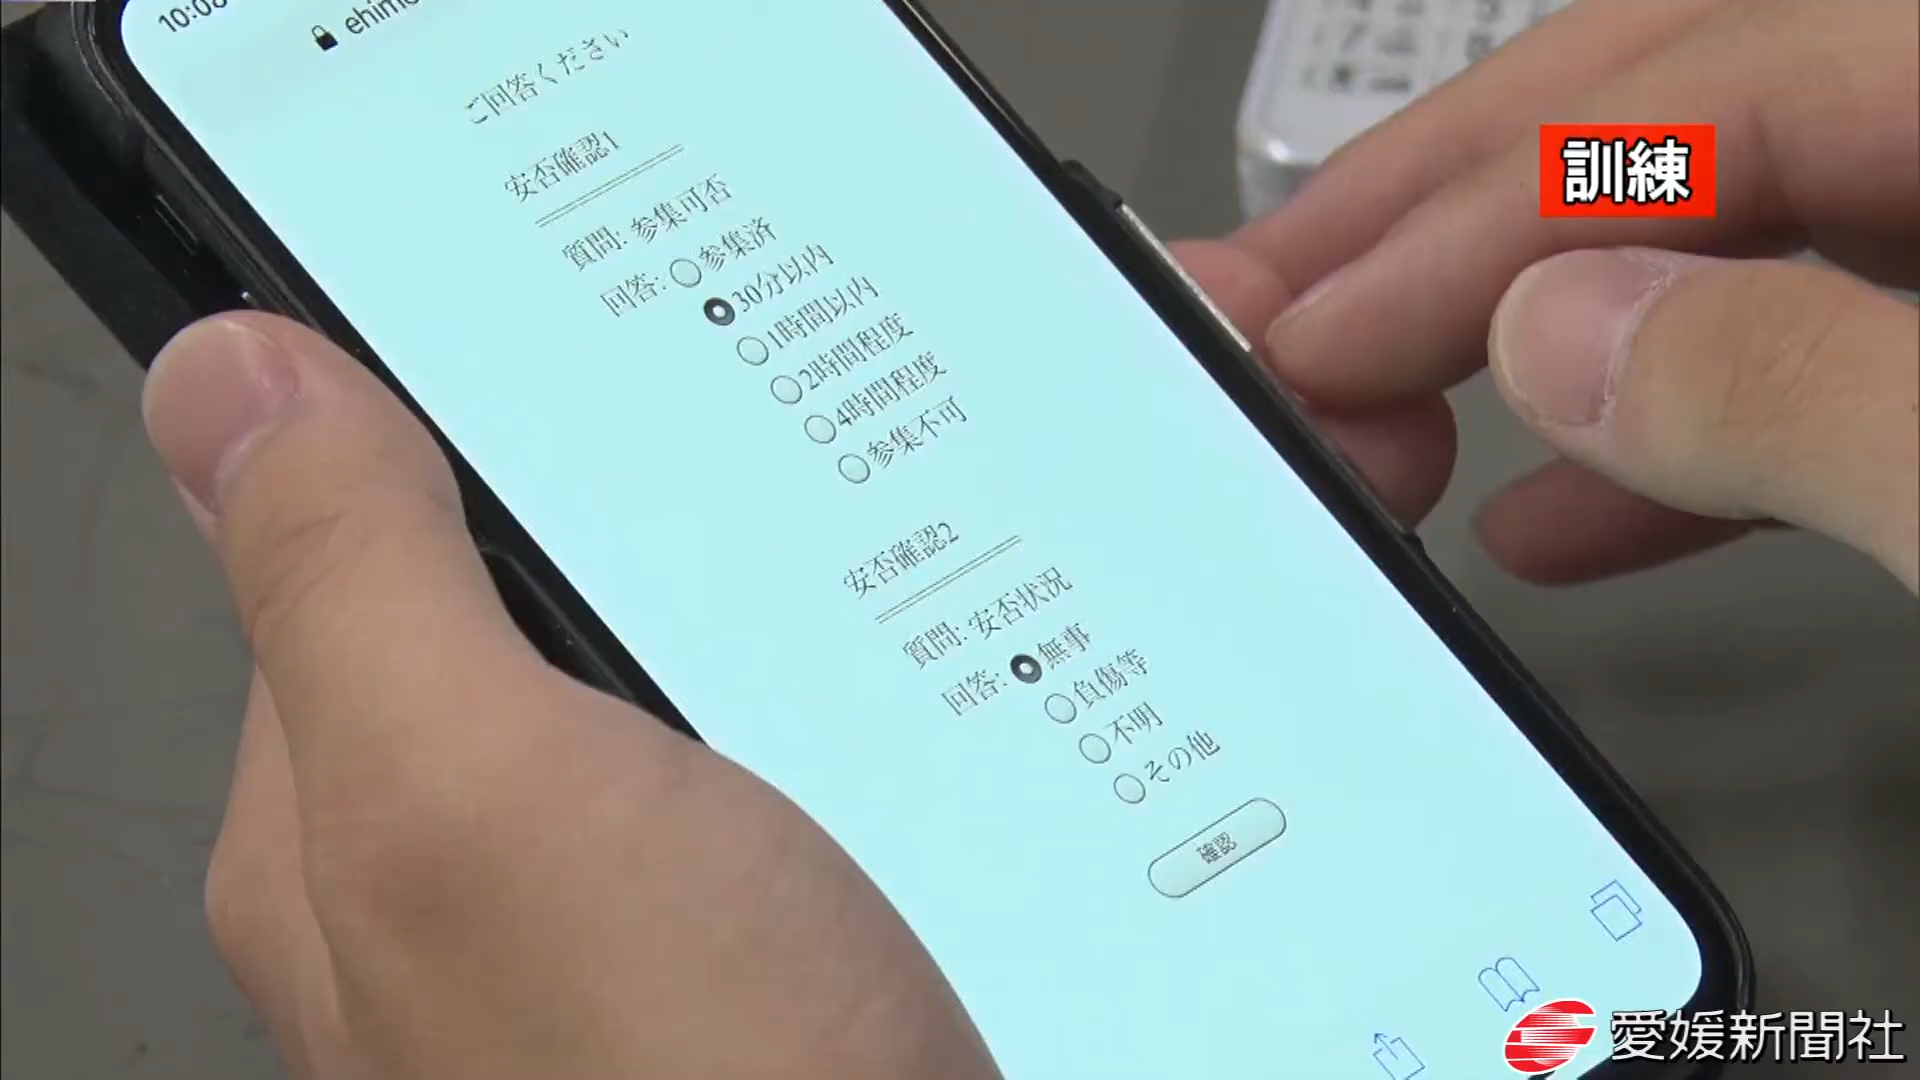 10:08
ehime
ご回答ください
安否確認1
質問: 参集可否
回答: 参集済
30分以内
1時間以内
2時間程度
4時間程度
参集不可
安否確認2
質問: 安否状況
回答: 無事
負傷等
不明
その他
確認
訓練
愛媛新聞社